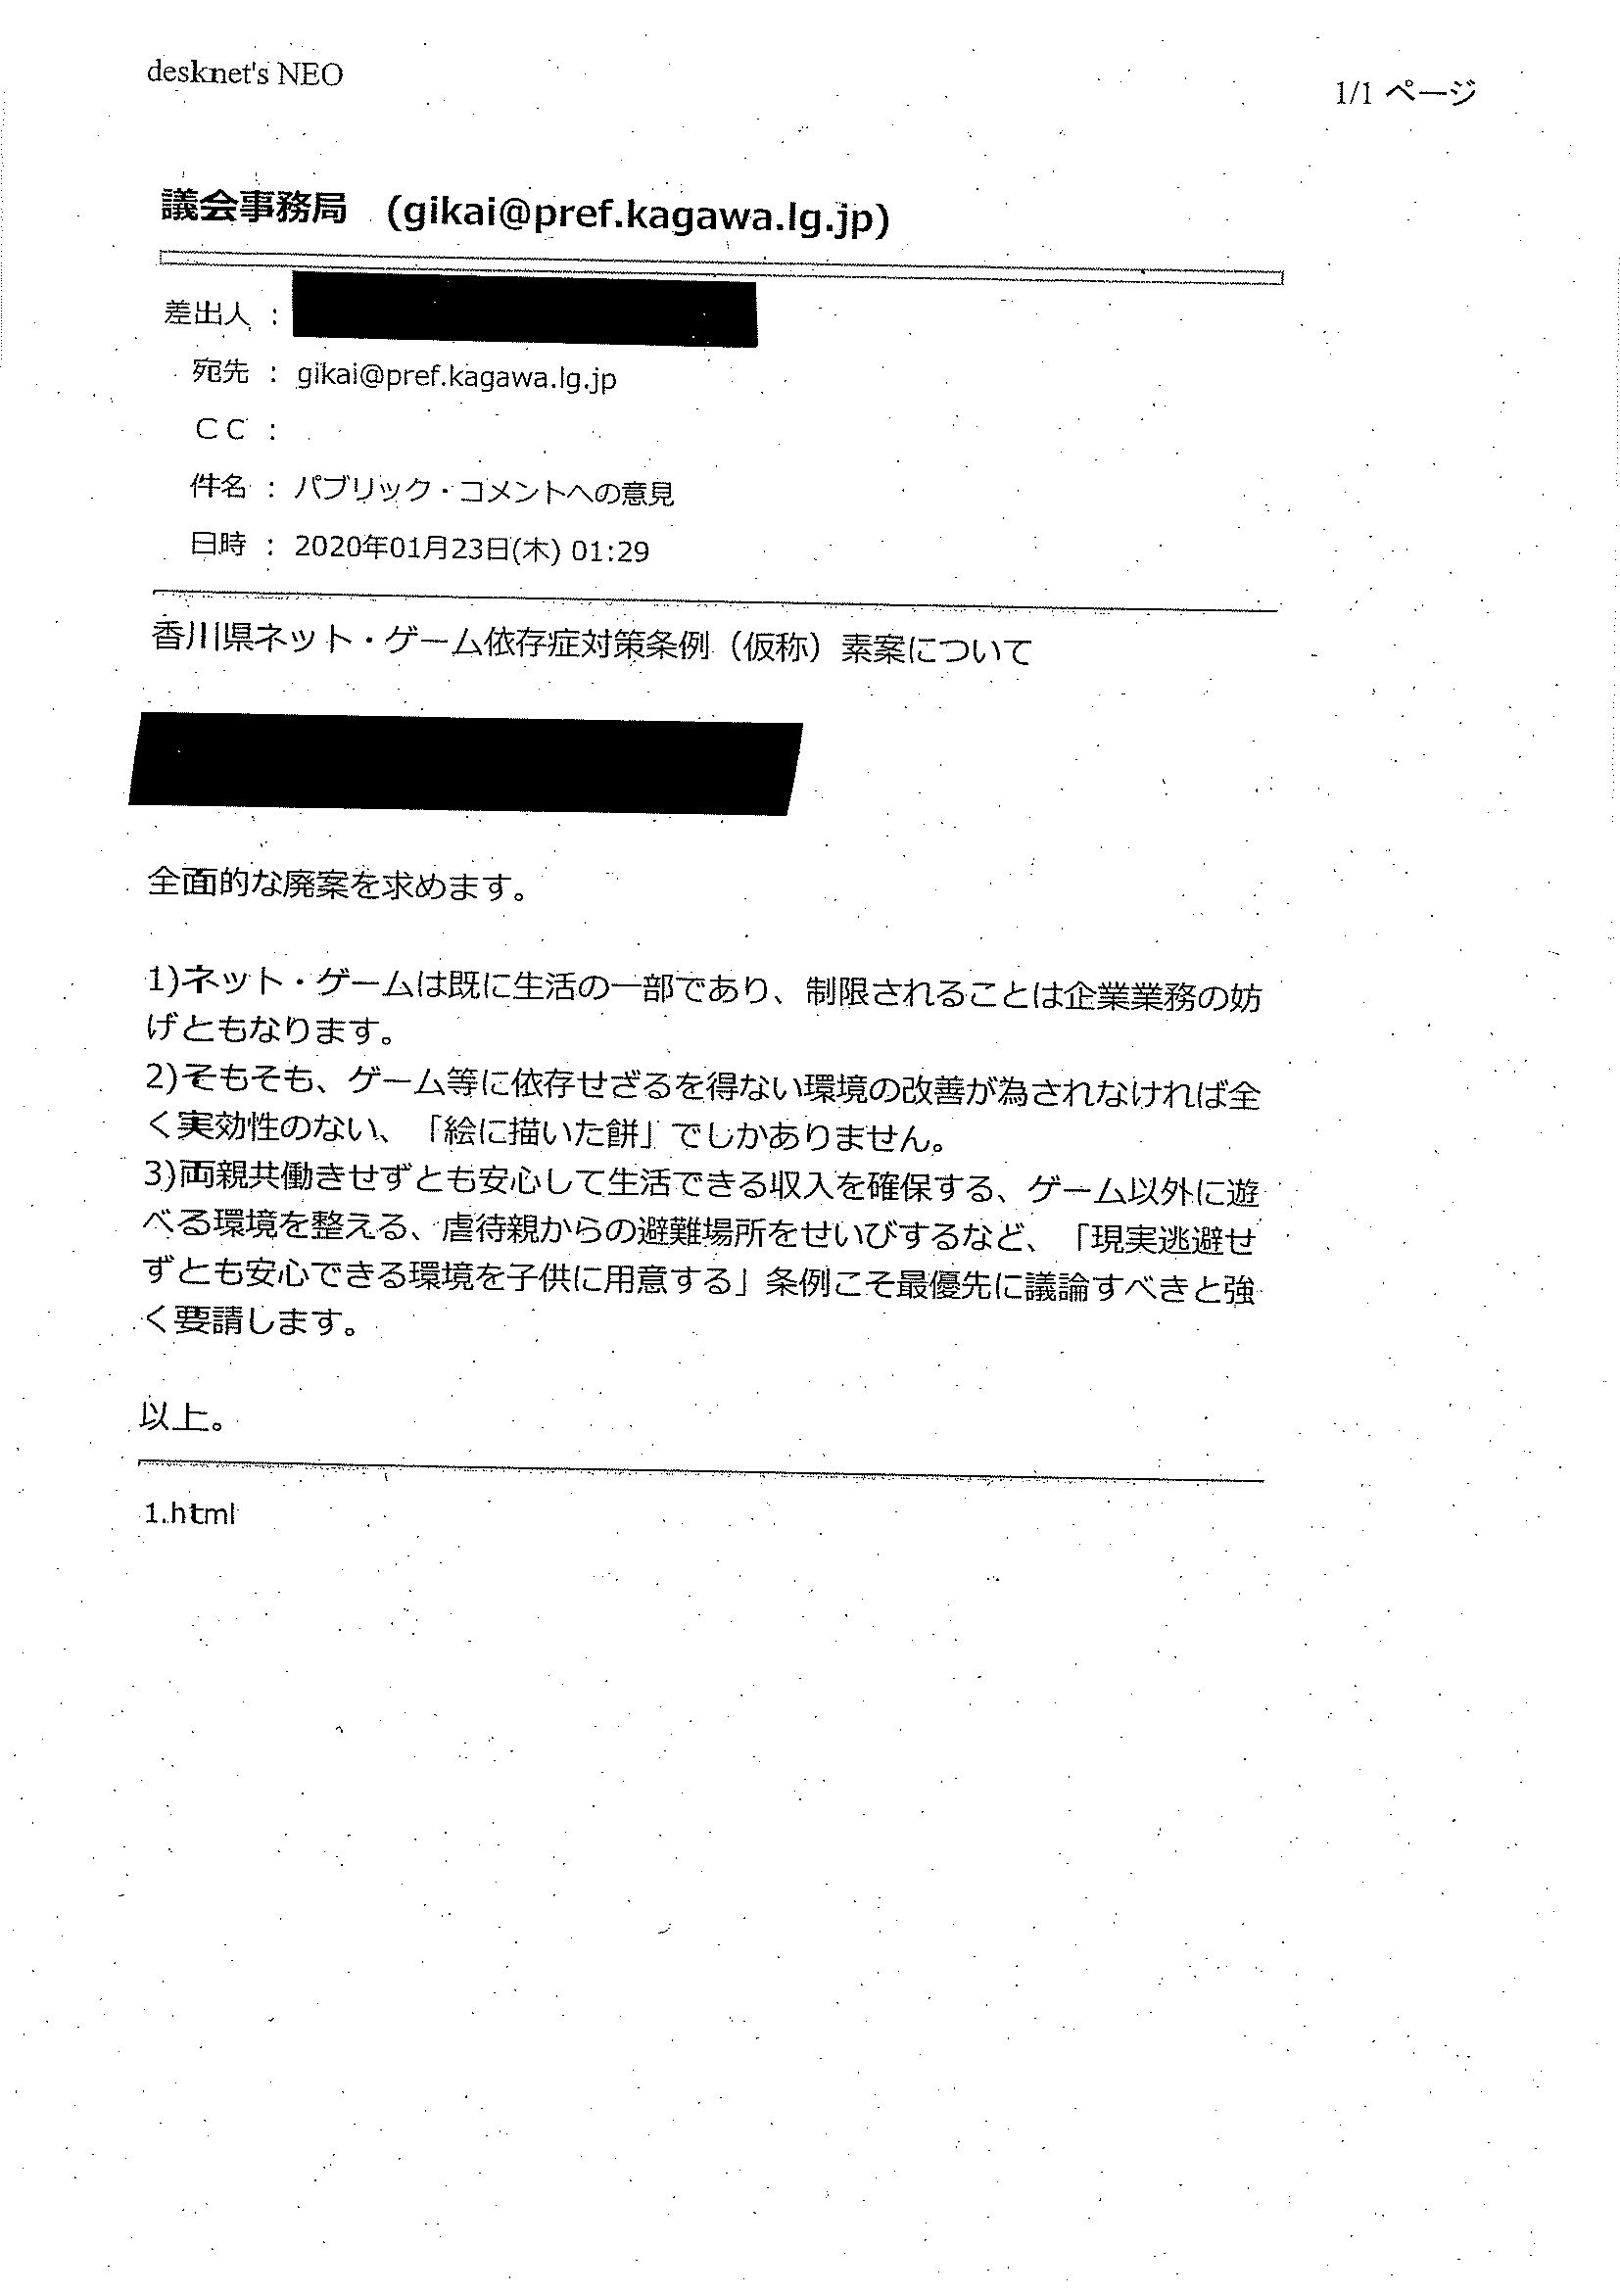 desknet's NEO
1/1 ページ
議会事務局 (gikai@pref.kagawa.lg.jp)
差出人 :
宛先 : gikai@pref.kagawa.lg.jp
CC :
件名 : パブリック・コメントへの意見
日時 : 2020年01月23日(木) 01:29
香川県ネット・ゲーム依存症対策条例（仮称）素案について
全面的な廃案を求めます。
1)ネット・ゲームは既に生活の一部であり、制限されることは企業業務の妨
げともなります。
2)そもそも、ゲーム等に依存せざるを得ない環境の改善が為されなければ全
く実効性のない、「絵に描いた餅」でしかありません。
3)両親共働きせずとも安心して生活できる収入を確保する、ゲーム以外に遊
べる環境を整える、虐待親からの避難場所をせいびするなど、「現実逃避せ
ずとも安心できる環境を子供に用意する」条例こそ最優先に議論すべきと強
く要請します。
以上。
1.html